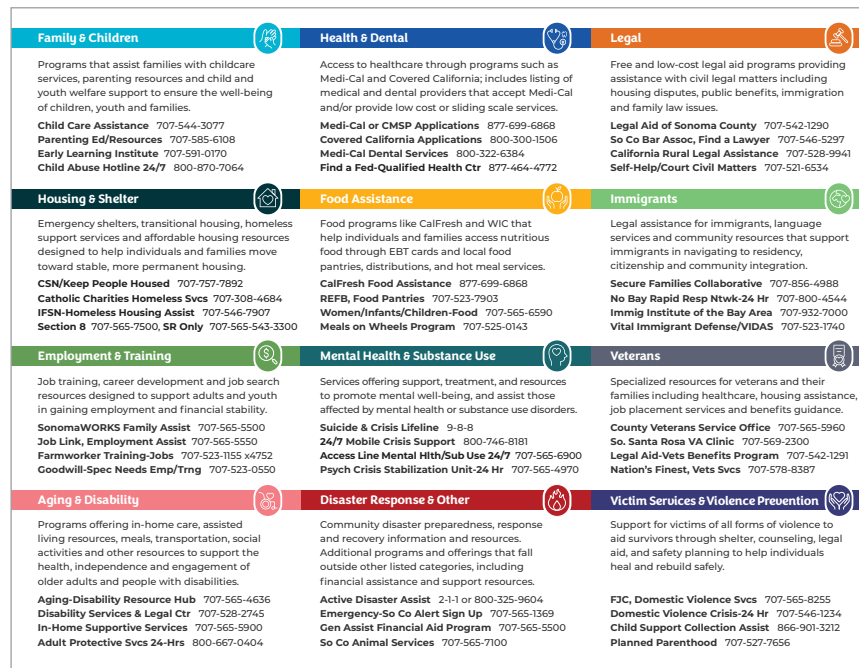 Family & Children
Programs that assist families with childcare
services, parenting resources and child and
youth welfare support to ensure the well-being
of children, youth and families.
Child Care Assistance 707-544-3077
Parenting Ed/Resources 707-585-6108
Early Learning Institute 707-591-0170
Child Abuse Hotline 24/7 800-870-7064
Health & Dental
Access to healthcare through programs such as
Medi-Cal and Covered California; includes listing of
medical and dental providers that accept Medi-Cal
and/or provide low cost or sliding scale services.
Medi-Cal or CMSP Applications 877-699-6868
Covered California Applications 800-300-1506
Medi-Cal Dental Services 800-322-6384
Find a Fed-Qualified Health Ctr 877-464-4772
Legal
Free and low-cost legal aid programs providing
assistance with civil legal matters including
housing disputes, public benefits, immigration
and family law issues.
Legal Aid of Sonoma County 707-542-1290
So Co Bar Assoc, Find a Lawyer 707-546-5297
California Rural Legal Assistance 707-528-9941
Self-Help/Court Civil Matters 707-521-6534
Housing & Shelter
Emergency shelters, transitional housing, homeless
support services and affordable housing resources
designed to help individuals and families move
toward stable, more permanent housing.
CSN/Keep People Housed 707-757-7892
Catholic Charities Homeless Svcs 707-308-4684
IFSN-Homeless Housing Assist 707-546-7907
Section 8 707-565-7500, SR Only 707-565-543-3300
Food Assistance
Food programs like CalFresh and WIC that
help individuals and families access nutritious
food through EBT cards and local food
pantries, distributions, and hot meal services.
CalFresh Food Assistance 877-699-6868
REFB, Food Pantries 707-523-7903
Women/Infants/Children-Food 707-565-6590
Meals on Wheels Program 707-525-0143
Immigrants
Legal assistance for immigrants, language
services and community resources that support
immigrants in navigating to residency,
citizenship and community integration.
Secure Families Collaborative 707-856-4988
No Bay Rapid Resp Ntwk-24 Hr 707-800-4544
Immig Institute of the Bay Area 707-932-7000
Vital Immigrant Defense/VIDAS 707-523-1740
Employment & Training
Job training, career development and job search
resources designed to support adults and youth
in gaining employment and financial stability.
SonomaWORKS Family Assist 707-565-5500
Job Link, Employment Assist 707-565-5550
Farmworker Training-Jobs 707-523-1155 x4752
Goodwill-Spec Needs Emp/Trng 707-523-0550
Mental Health & Substance Use
Services offering support, treatment, and resources
to promote mental well-being, and assist those
affected by mental health or substance use disorders.
Suicide & Crisis Lifeline 9-8-8
24/7 Mobile Crisis Support 800-746-8181
Access Line Mental Hlth/Sub Use 24/7 707-565-6900
Psych Crisis Stabilization Unit-24 Hr 707-565-4970
Veterans
Specialized resources for veterans and their
families including healthcare, housing assistance,
job placement services and benefits guidance.
County Veterans Service Office 707-565-5960
So. Santa Rosa VA Clinic 707-569-2300
Legal Aid-Vets Benefits Program 707-542-1291
Nation's Finest, Vets Svcs 707-578-8387
Aging & Disability
Programs offering in-home care, assisted
living resources, meals, transportation, social
activities and other resources to support the
health, independence and engagement of
older adults and people with disabilities.
Aging-Disability Resource Hub 707-565-4636
Disability Services & Legal Ctr 707-528-2745
In-Home Supportive Services 707-565-5900
Adult Protective Svcs 24-Hrs 800-667-0404
Disaster Response & Other
Community disaster preparedness, response
and recovery information and resources.
Additional programs and offerings that fall
outside other listed categories, including
financial assistance and support resources.
Active Disaster Assist 2-1-1 or 800-325-9604
Emergency-So Co Alert Sign Up 707-565-1369
Gen Assist Financial Aid Program 707-565-5500
So Co Animal Services 707-565-7100
Victim Services & Violence Prevention
Support for victims of all forms of violence to
aid survivors through shelter, counseling, legal
aid, and safety planning to help individuals
heal and rebuild safely.
FJC, Domestic Violence Svcs 707-565-8255
Domestic Violence Crisis-24 Hr 707-546-1234
Child Support Collection Assist 866-901-3212
Planned Parenthood 707-527-7656